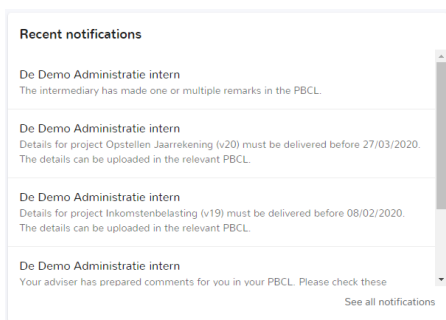 Recent notifications
De Demo Administratie intern
The intermediary has made one or multiple remarks in the PBCL.
De Demo Administratie intern
Details for project Opstellen Jaarrekening (v20) must be delivered before 27/03/2020.
The details can be uploaded in the relevant PBCL.
De Demo Administratie intern
Details for project Inkomstenbelasting (v19) must be delivered before 08/02/2020.
The details can be uploaded in the relevant PBCL.
De Demo Administratie intern
Your adviser has prepared comments for you in your PBCL. Please check these
See all notifications